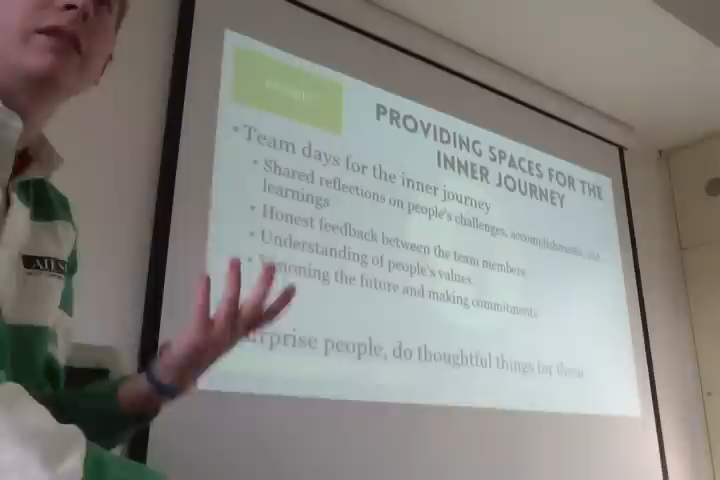 PROVIDING SPACES FOR THE
INNER JOURNEY
• Team days for the inner journey
• Shared reflections on people's challenges, accomplishments, and
learnings
• Honest feedback between the team members
• Understanding of people's values
the future and making commitments
people, do thoughtful things for them